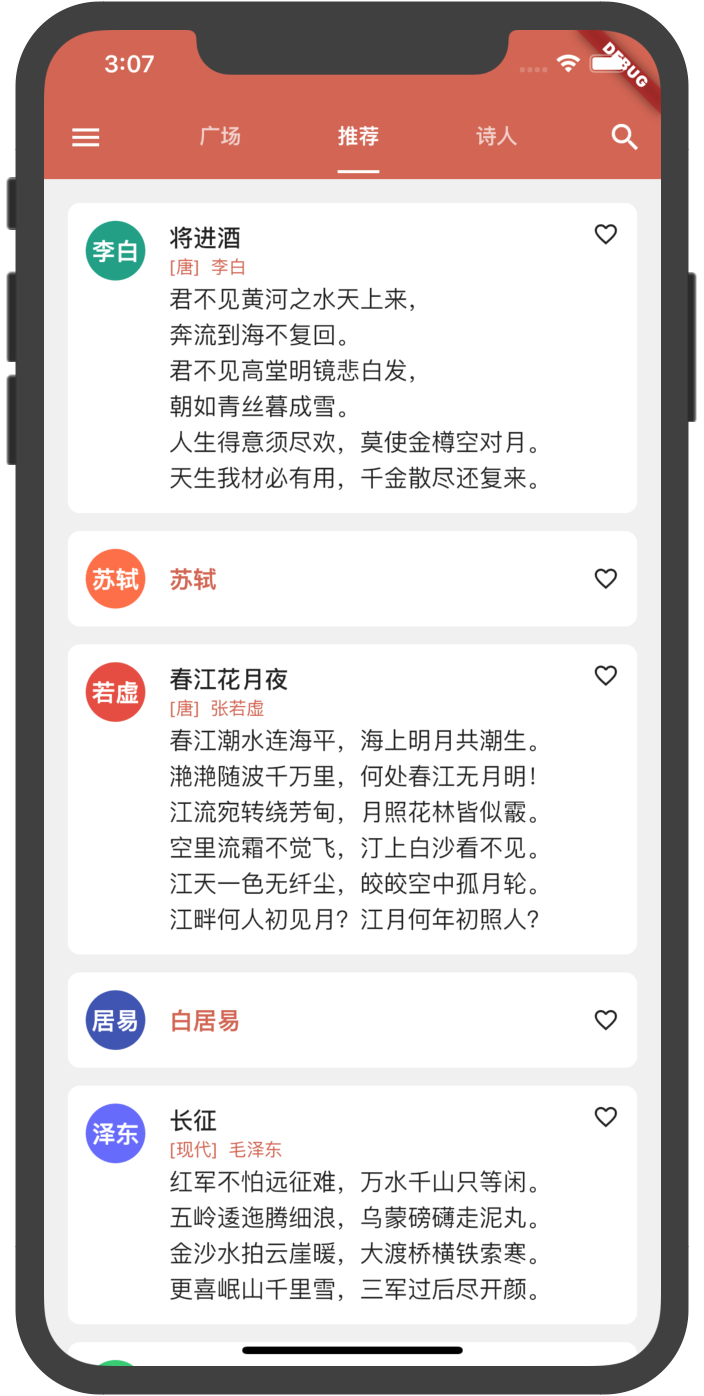 3:07
DEBUG
广场
推荐
诗人
李白
将进酒
[唐] 李白
君不见黄河之水天上来，
奔流到海不复回。
君不见高堂明镜悲白发，
朝如青丝暮成雪。
人生得意须尽欢，莫使金樽空对月。
天生我材必有用，千金散尽还复来。
苏轼
苏轼
若虚
春江花月夜
[唐] 张若虚
春江潮水连海平，海上明月共潮生。
滟滟随波千万里，何处春江无月明！
江流宛转绕芳甸，月照花林皆似霰。
空里流霜不觉飞，汀上白沙看不见。
江天一色无纤尘，皎皎空中孤月轮。
江畔何人初见月？江月何年初照人？
居易
白居易
泽东
长征
[现代] 毛泽东
红军不怕远征难，万水千山只等闲。
五岭逶迤腾细浪，乌蒙磅礴走泥丸。
金沙水拍云崖暖，大渡桥横铁索寒。
更喜岷山千里雪，三军过后尽开颜。